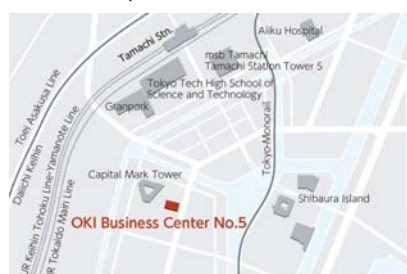 Tamachi Stn.
Aiiku Hospital
msb Tamachi
Tamachi Station Tower S
Tokyo Tech High School of
Science and Technology
Granpark
Toei Asakusa Line
Daiichi Keihin
JR Keihin Tohoku Line·Yamanote Line
JR Tokaido Main Line
Tokyo-Monorail
Capital Mark Tower
Shibaura Island
OKI Business Center No.5